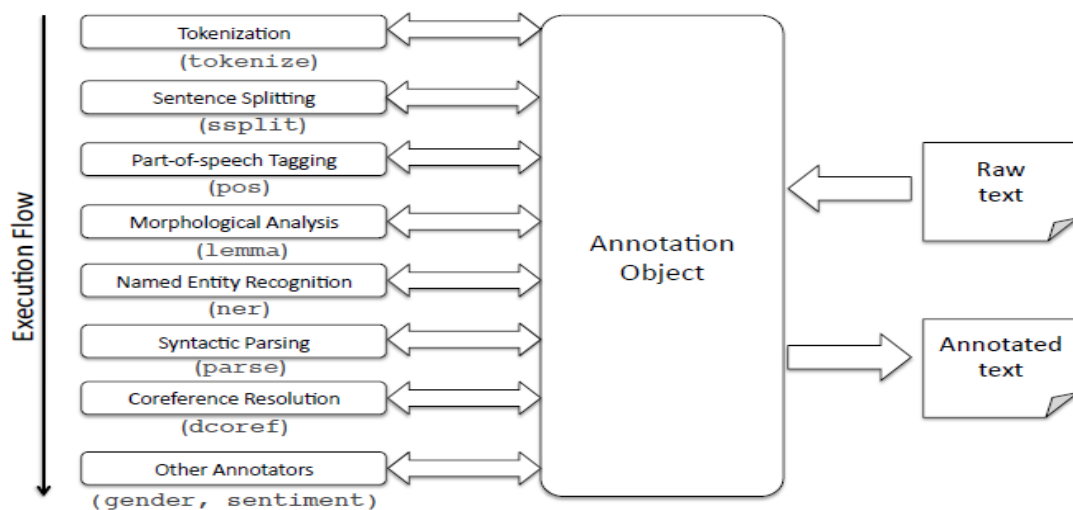 Execution Flow
Tokenization
(tokenize)
Sentence Splitting
(ssplit)
Part-of-speech Tagging
(pos)
Morphological Analysis
(lemma)
Named Entity Recognition
(ner)
Syntactic Parsing
(parse)
Coreference Resolution
(dcoref)
Other Annotators
(gender, sentiment)
Annotation
Object
Raw
text
Annotated
text